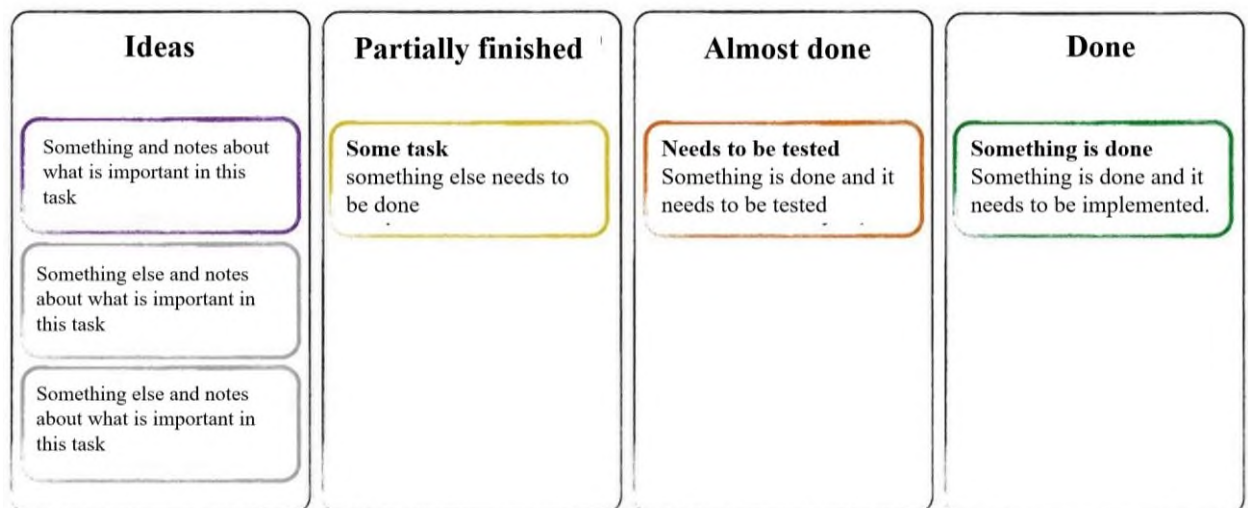 Ideas
Something and notes about
what is important in this
task
Something else and notes
about what is important in
this task
Something else and notes
about what is important in
this task
Partially finished
Some task
something else needs to
be done
Almost done
Needs to be tested
Something is done and it
needs to be tested
Done
Something is done
Something is done and it
needs to be implemented.